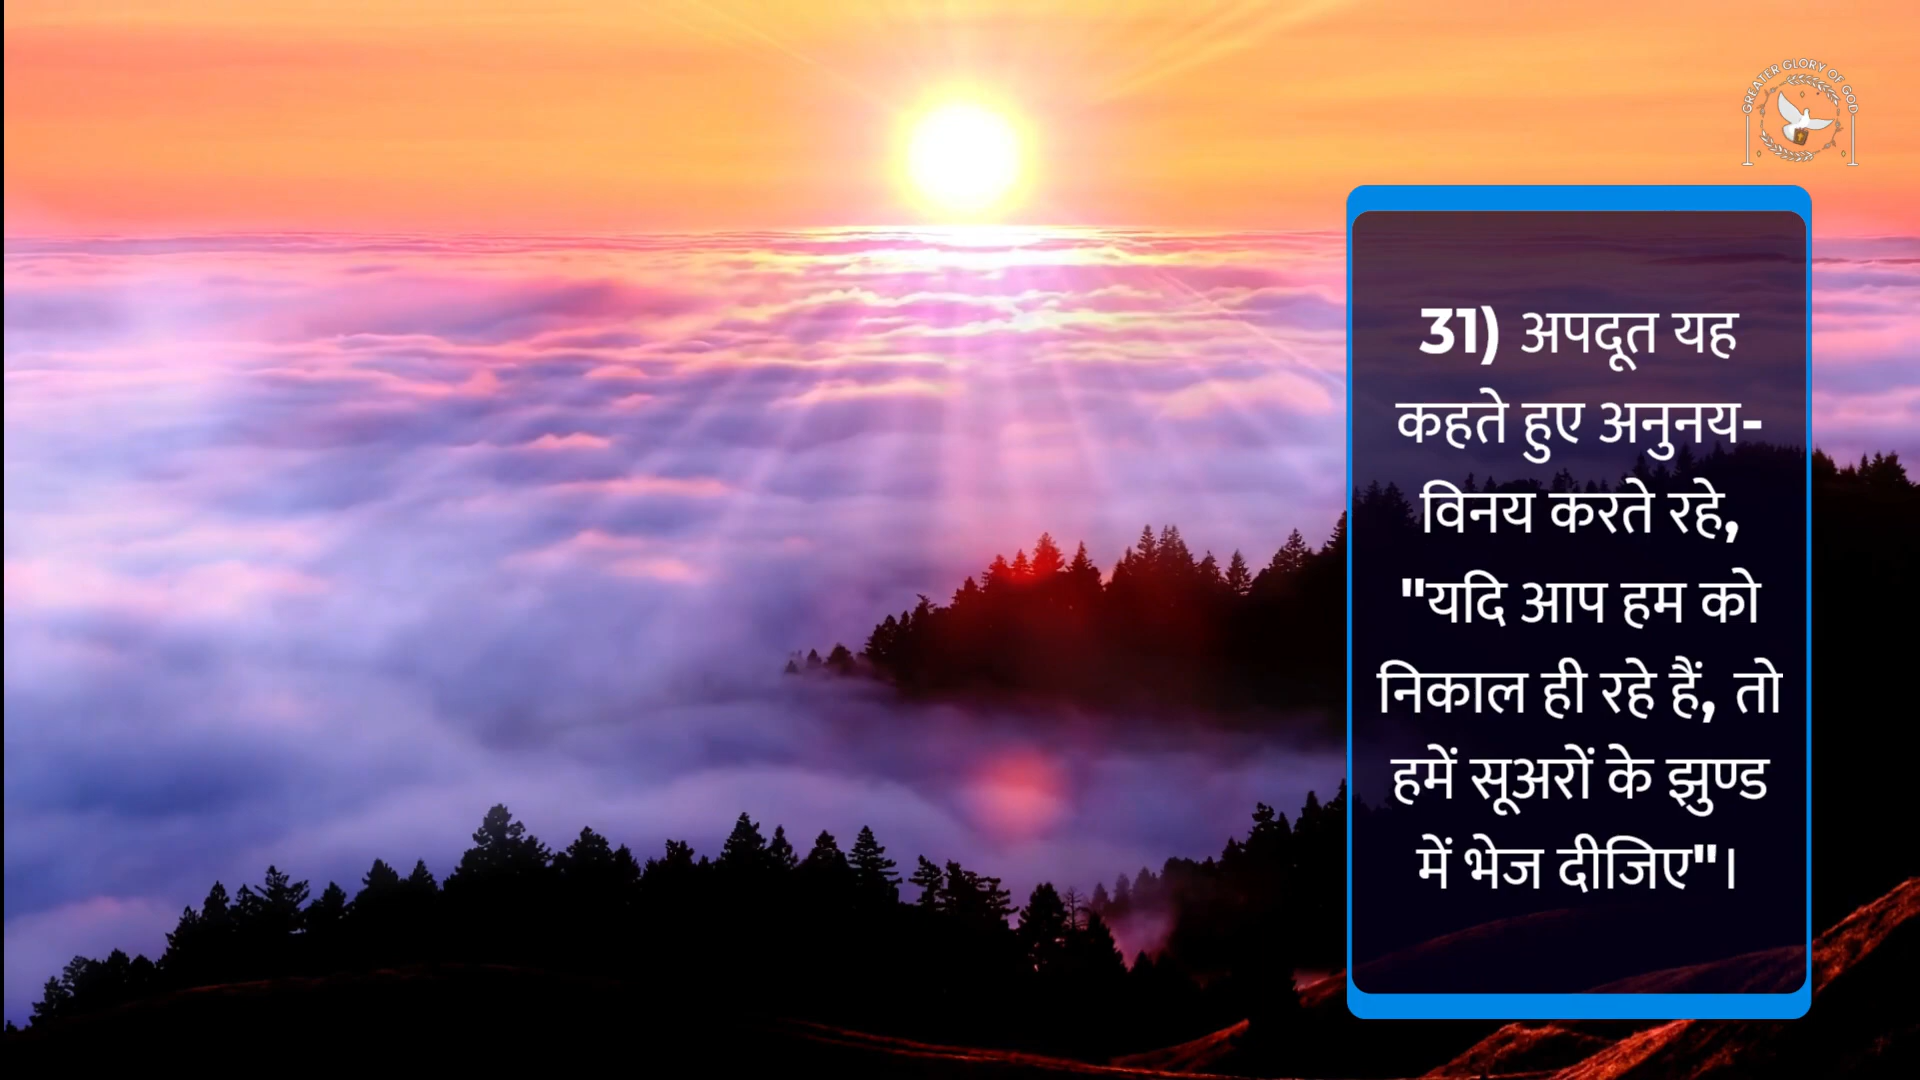 GREATER GLORY OF GOD
31) अपदूत यह
कहते हुए अनुनय-
विनय करते रहे,
"यदि आप हम को
निकाल ही रहे हैं, तो
हमें सूअरों के झुण्ड
में भेज दीजिए"।